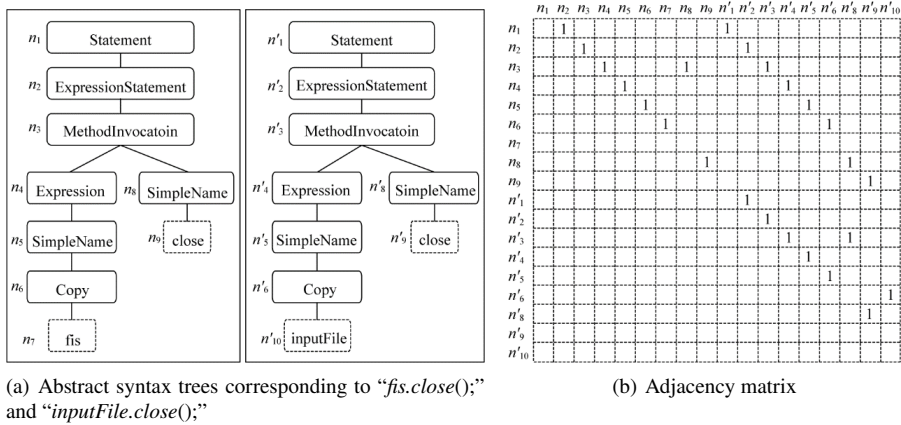 n1 Statement
n2 ExpressionStatement
n3 MethodInvocatoin
n4 Expression n8 SimpleName
n5 SimpleName n9 close
n6 Copy
n7 fis
n'1 Statement
n'2 ExpressionStatement
n'3 MethodInvocatoin
n'4 Expression n'8 SimpleName
n'5 SimpleName n'9 close
n'6 Copy
n'10 inputFile
(a) Abstract syntax trees corresponding to “fis.close();”
and “inputFile.close();”
n1 n2 n3 n4 n5 n6 n7 n8 n9 n'1 n'2 n'3 n'4 n'5 n'6 n'8 n'9 n'10
n1 1 1
n2 1 1
n3 1 1 1
n4 1 1
n5 1 1
n6 1 1
n7
n8 1 1
n9 1
n'1 1
n'2 1
n'3 1 1
n'4 1
n'5 1
n'6 1
n'8 1
n'9
n'10
(b) Adjacency matrix